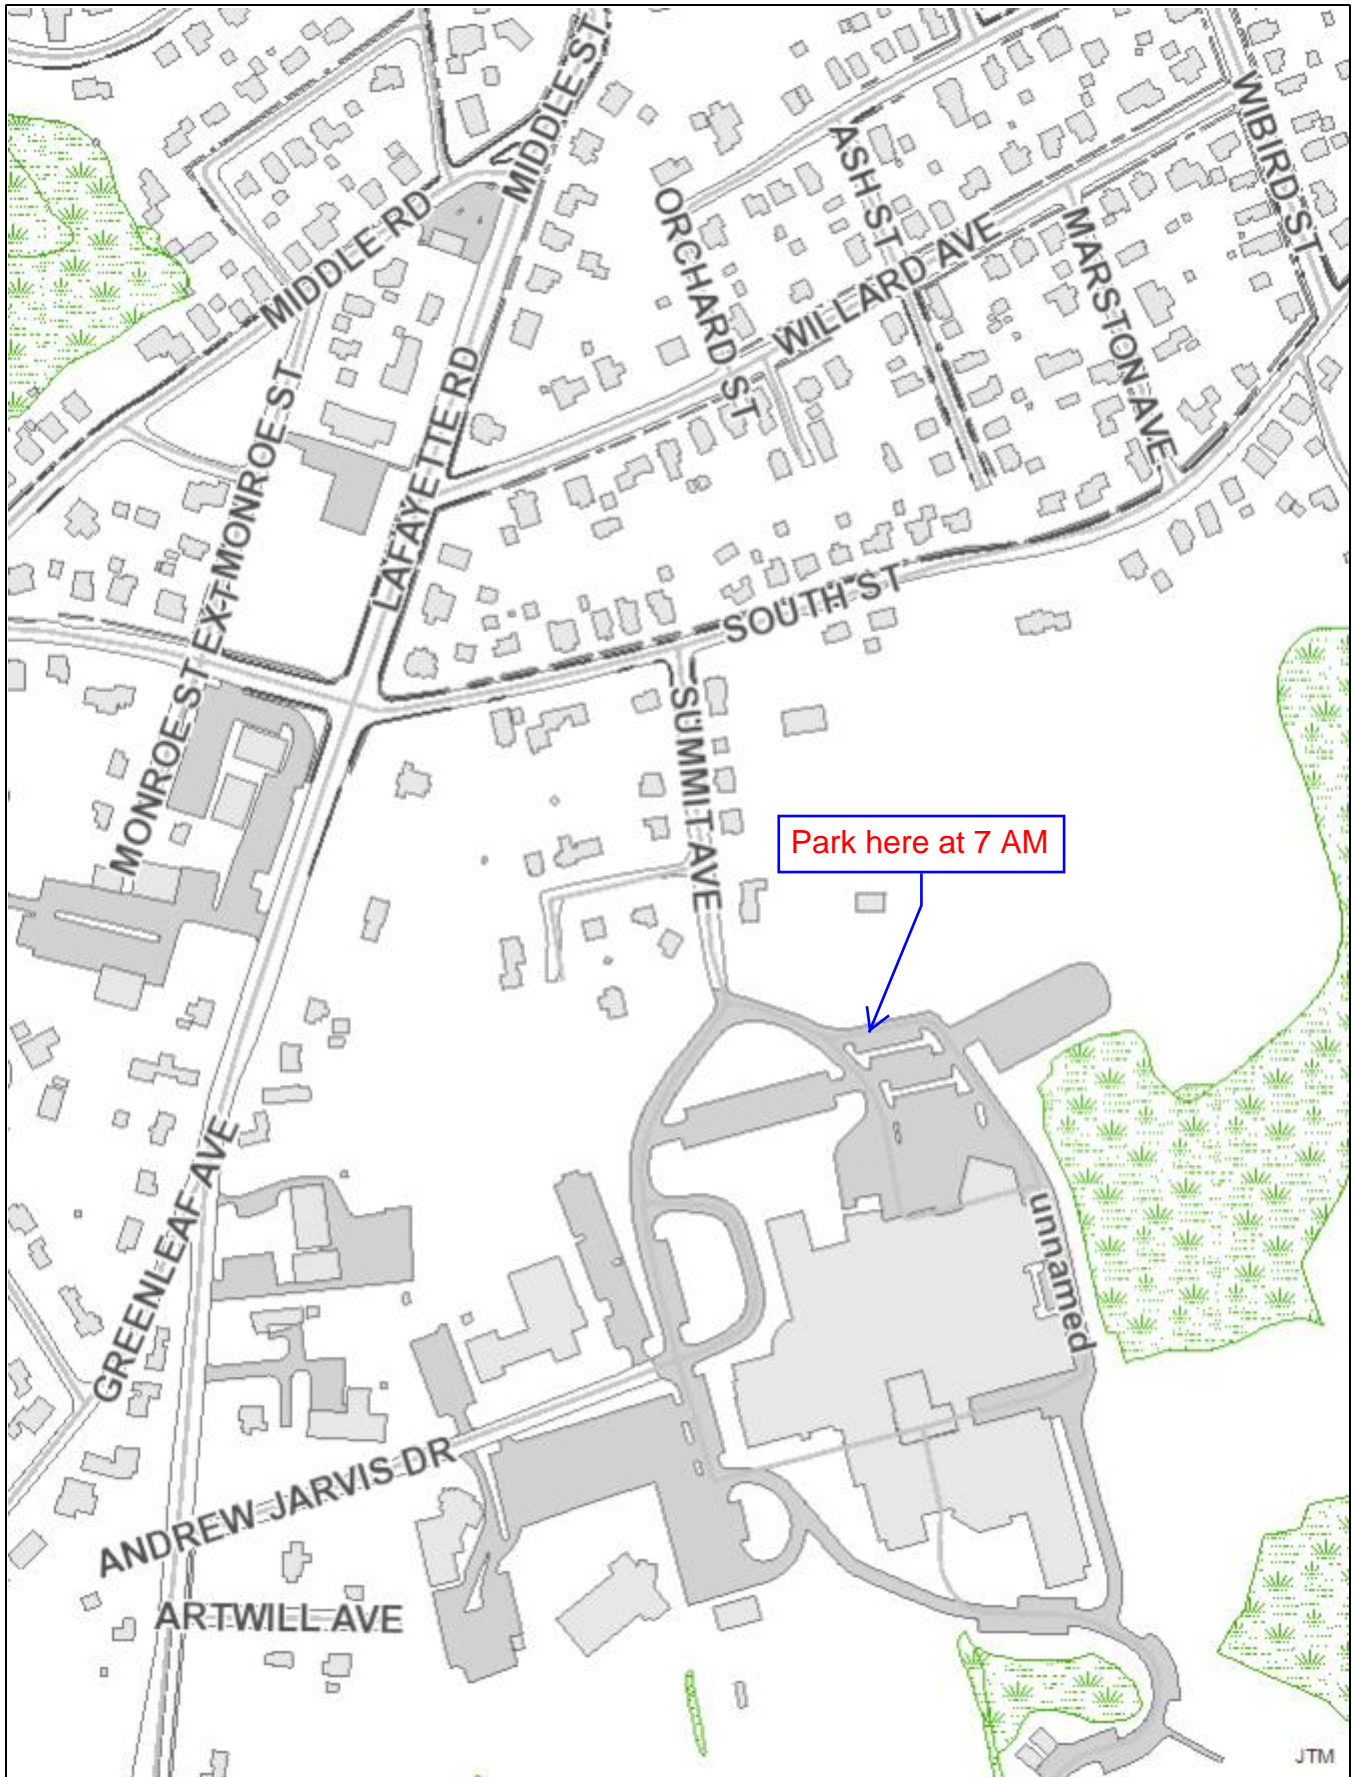 MIDDLE ST
WIBIRD ST
ASH ST
ORCHARD ST
MIDDLE RD
WILLARD AVE
MARSTON AVE
LAFAYETTE RD
MONROE ST
MONROE ST EXT
SOUTH ST
SUMMIT AVE
Park here at 7 AM
GREENLEAF AVE
unnamed
ANDREW JARVIS DR
ARTWILL AVE
JTM